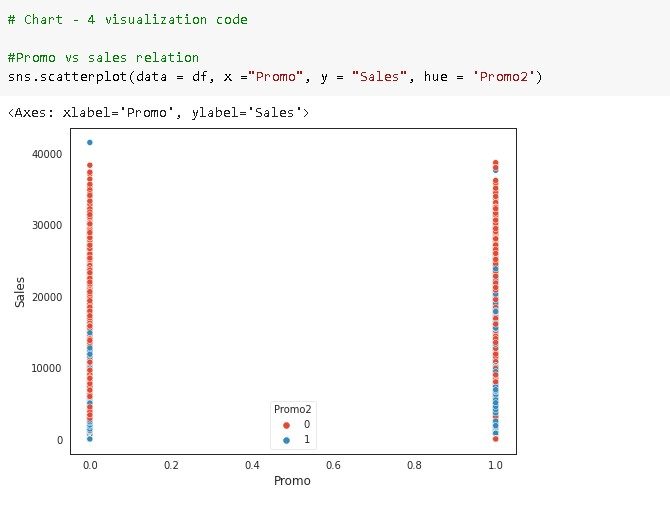 # Chart - 4 visualization code
#Promo vs sales relation
sns.scatterplot(data = df, x ="Promo", y = "Sales", hue = 'Promo2')
<Axes: xlabel='Promo', ylabel='Sales'>
40000
30000
20000
10000
0
Sales
Promo2
0
1
0.0 0.2 0.4 0.6 0.8 1.0
Promo